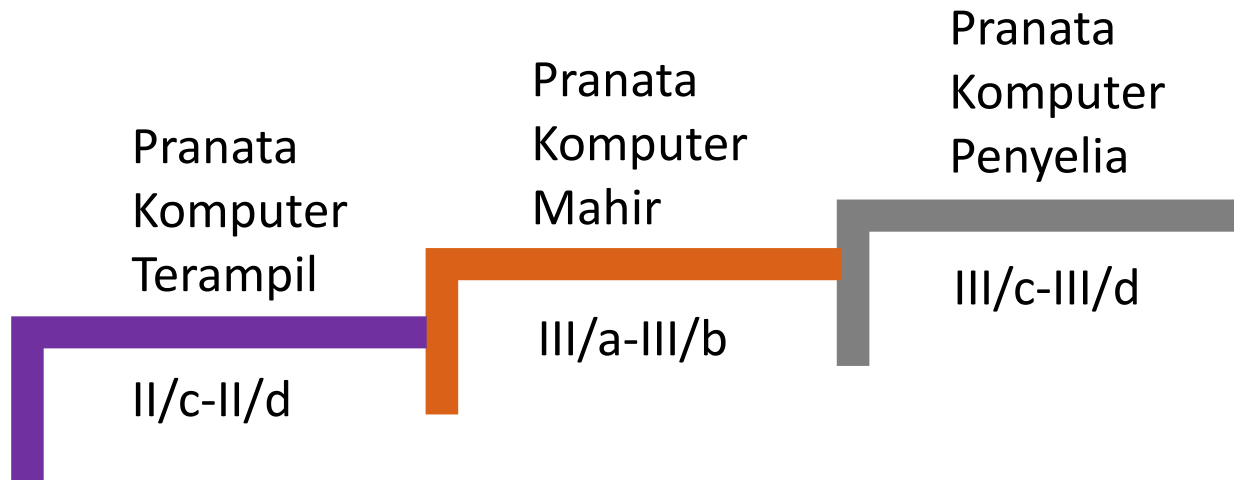 Pranata
Komputer
Terampil
II/c-II/d
Pranata
Komputer
Mahir
III/a-III/b
Pranata
Komputer
Penyelia
III/c-III/d